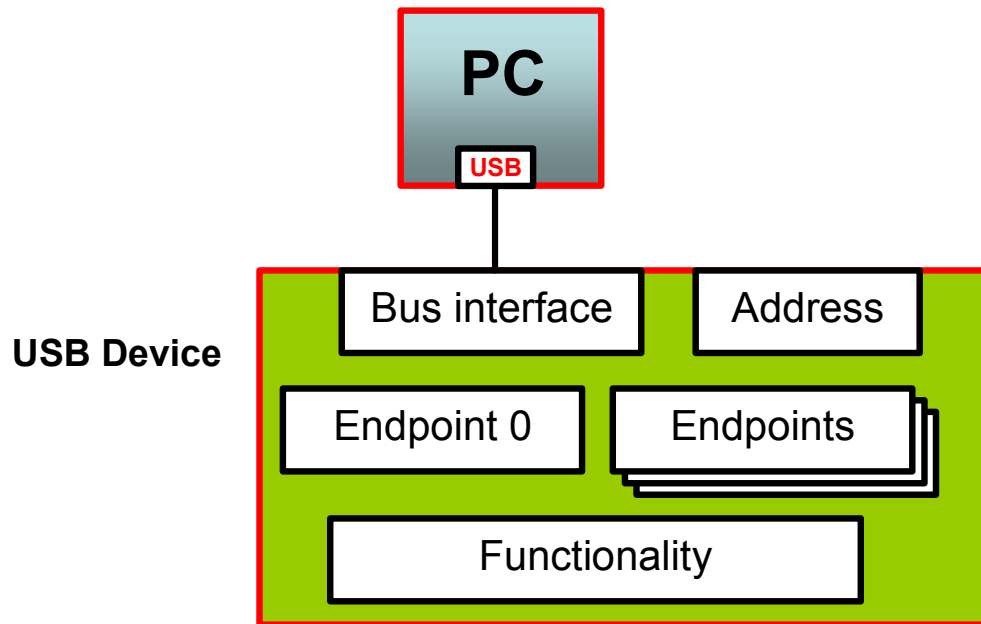 PC
USB
Bus interface
Address
USB Device
Endpoint 0
Endpoints
Functionality